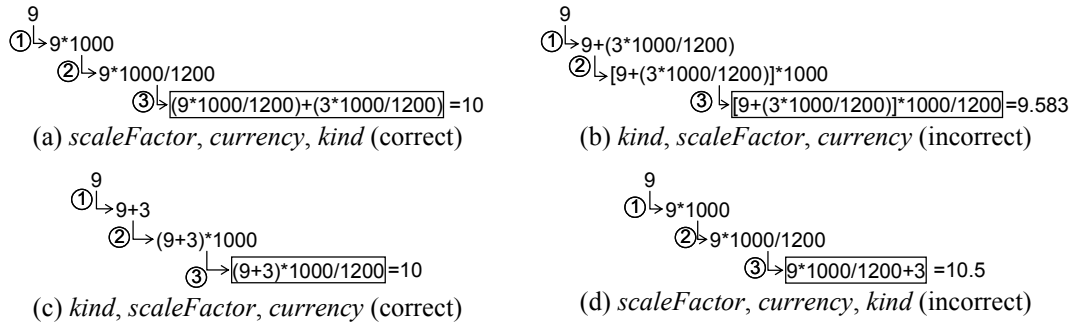 9
① 9*1000
② 9*1000/1200
③ (9*1000/1200)+(3*1000/1200) =10
(a) scaleFactor, currency, kind (correct)
9
① 9+(3*1000/1200)
② [9+(3*1000/1200)]*1000
③ [9+(3*1000/1200)]*1000/1200 =9.583
(b) kind, scaleFactor, currency (incorrect)
9
① 9+3
② (9+3)*1000
③ (9+3)*1000/1200 =10
(c) kind, scaleFactor, currency (correct)
9
① 9*1000
② 9*1000/1200
③ 9*1000/1200+3 =10.5
(d) scaleFactor, currency, kind (incorrect)